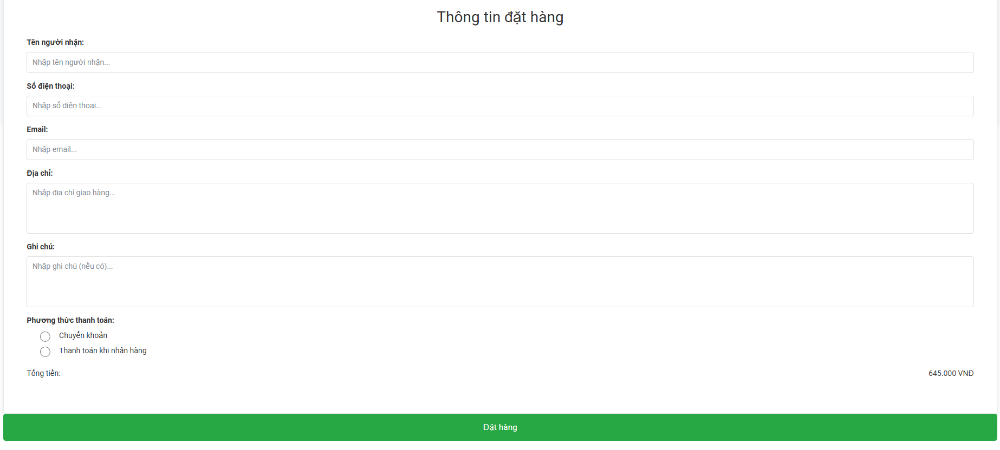 Thông tin đặt hàng
Tên người nhận:
Nhập tên người nhận...
Số điện thoại:
Nhập số điện thoại...
Email:
Nhập email...
Địa chỉ:
Nhập địa chỉ giao hàng...
Ghi chú:
Nhập ghi chú (nếu có)...
Phương thức thanh toán:
Chuyển khoản
Thanh toán khi nhận hàng
Tổng tiền: 645.000 VNĐ
Đặt hàng